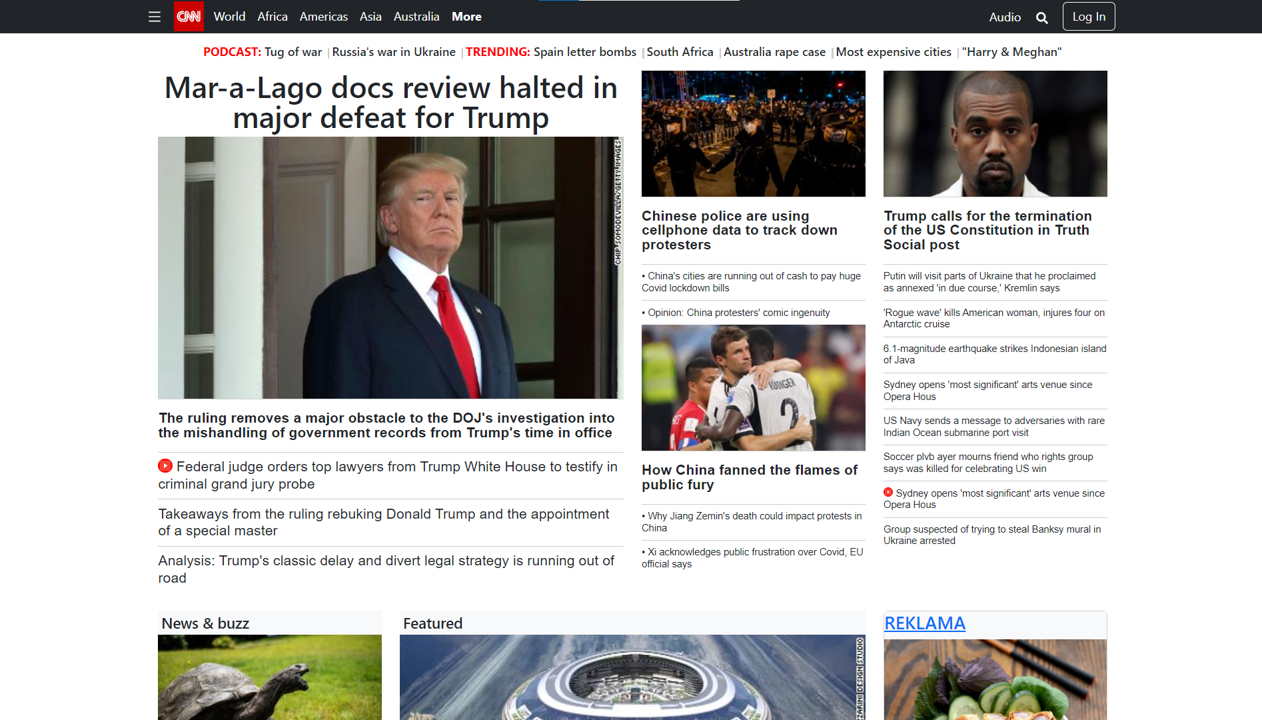 CNN World Africa Americas Asia Australia More Audio Log In
PODCAST: Tug of war | Russia's war in Ukraine | TRENDING: Spain letter bombs | South Africa | Australia rape case | Most expensive cities | "Harry & Meghan"
Mar-a-Lago docs review halted in
major defeat for Trump
CHIP SOMODEVILLA/GETTY IMAGES
The ruling removes a major obstacle to the DOJ's investigation into
the mishandling of government records from Trump's time in office
Federal judge orders top lawyers from Trump White House to testify in
criminal grand jury probe
Takeaways from the ruling rebuking Donald Trump and the appointment
of a special master
Analysis: Trump's classic delay and divert legal strategy is running out of
road
Chinese police are using
cellphone data to track down
protesters
• China's cities are running out of cash to pay huge
Covid lockdown bills
• Opinion: China protesters' comic ingenuity
RÜDIGER
2
How China fanned the flames of
public fury
• Why Jiang Zemin's death could impact protests in
China
• Xi acknowledges public frustration over Covid, EU
official says
Trump calls for the termination
of the US Constitution in Truth
Social post
Putin will visit parts of Ukraine that he proclaimed
as annexed 'in due course,' Kremlin says
'Rogue wave' kills American woman, injures four on
Antarctic cruise
6.1-magnitude earthquake strikes Indonesian island
of Java
Sydney opens 'most significant' arts venue since
Opera Hous
US Navy sends a message to adversaries with rare
Indian Ocean submarine port visit
Soccer plvb ayer mourns friend who rights group
says was killed for celebrating US win
Sydney opens 'most significant' arts venue since
Opera Hous
Group suspected of trying to steal Banksy mural in
Ukraine arrested
News & buzz
Featured
DESIGN STUDIO
REKLAMA